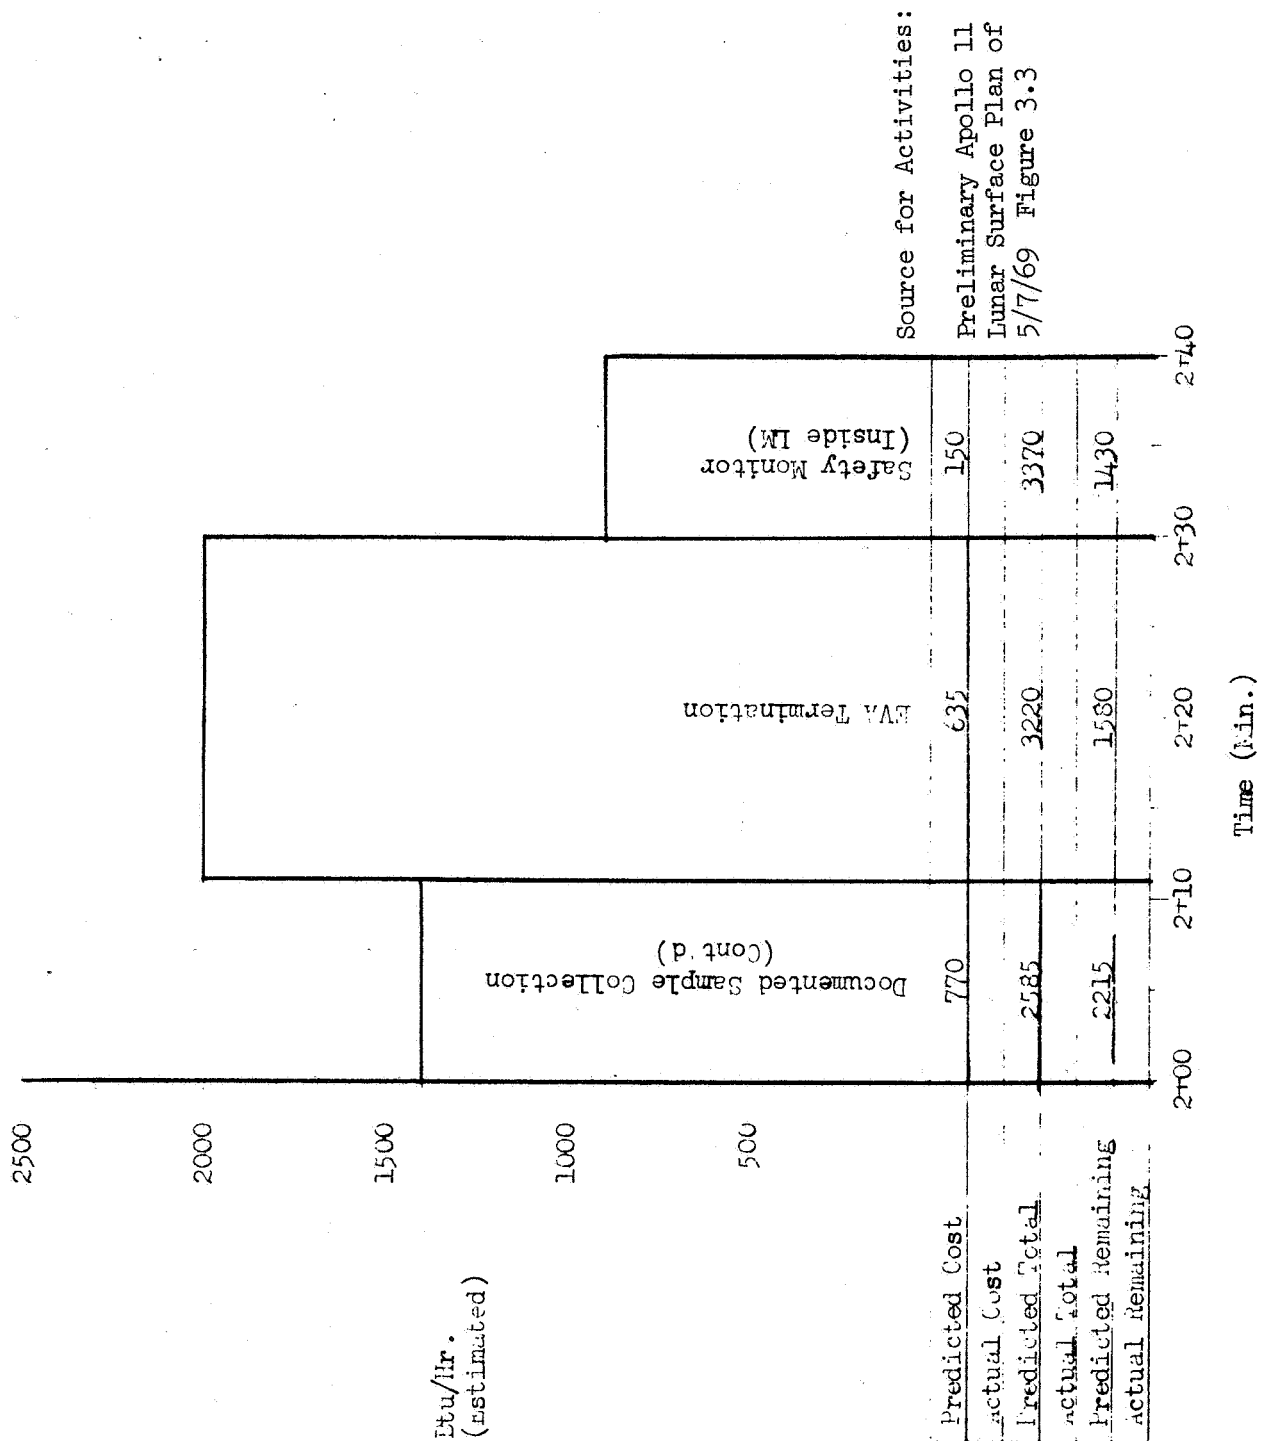 2500
2000
1500
1000
500
Btu/Hr.
(Estimated)
Source for Activities:
Preliminary Apollo 11
Lunar Surface Plan of
5/7/69 Figure 3.3
Documented Sample Collection
(Cont'd)
EVA Termination
Safety Monitor
(Inside LM)
Predicted Cost 770 635 150
Actual Cost
Predicted Total 2585 3220 3370
Actual Total
Predicted Remaining 2215 1580 1430
Actual Remaining
2+00 2+10 2+20 2+30 2+40
Time (Min.)